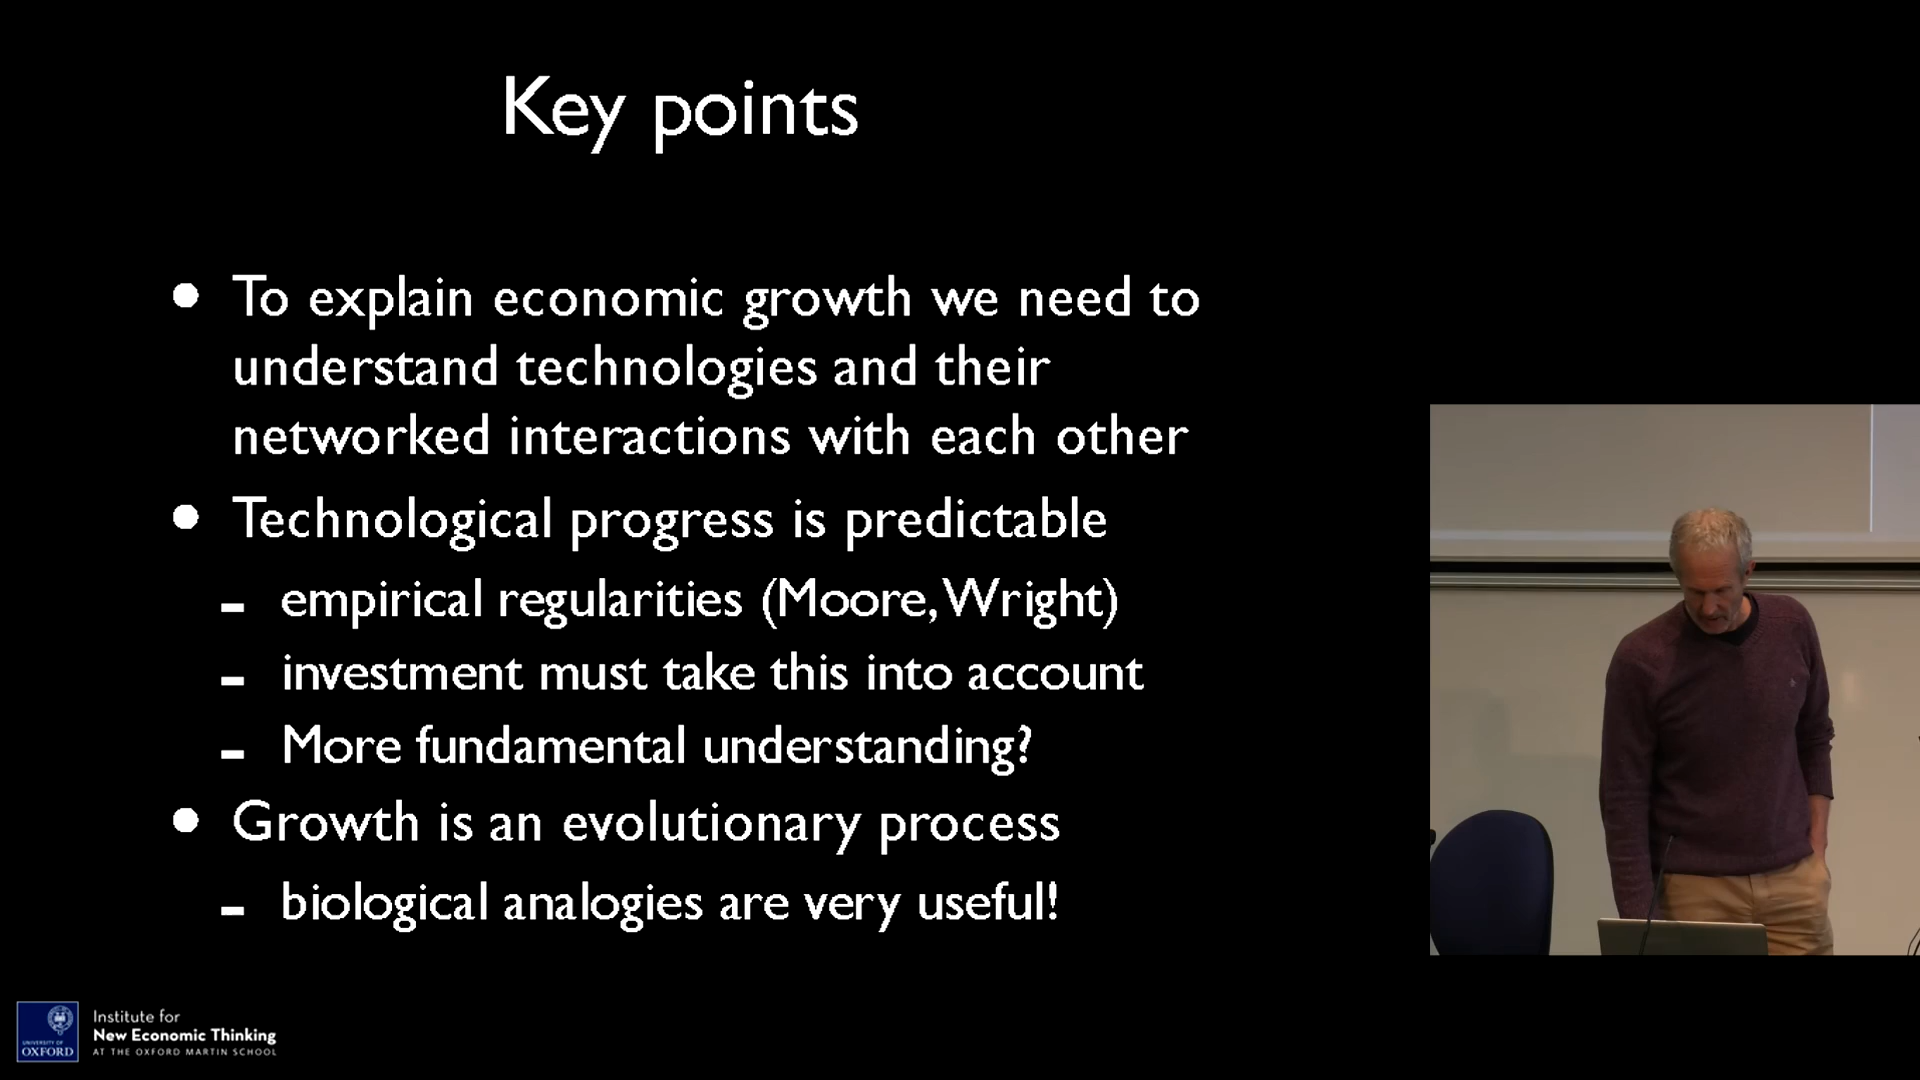 Key points
• To explain economic growth we need to
understand technologies and their
networked interactions with each other
• Technological progress is predictable
- empirical regularities (Moore, Wright)
- investment must take this into account
- More fundamental understanding?
• Growth is an evolutionary process
- biological analogies are very useful!
UNIVERSITY OF
OXFORD
Institute for
New Economic Thinking
AT THE OXFORD MARTIN SCHOOL